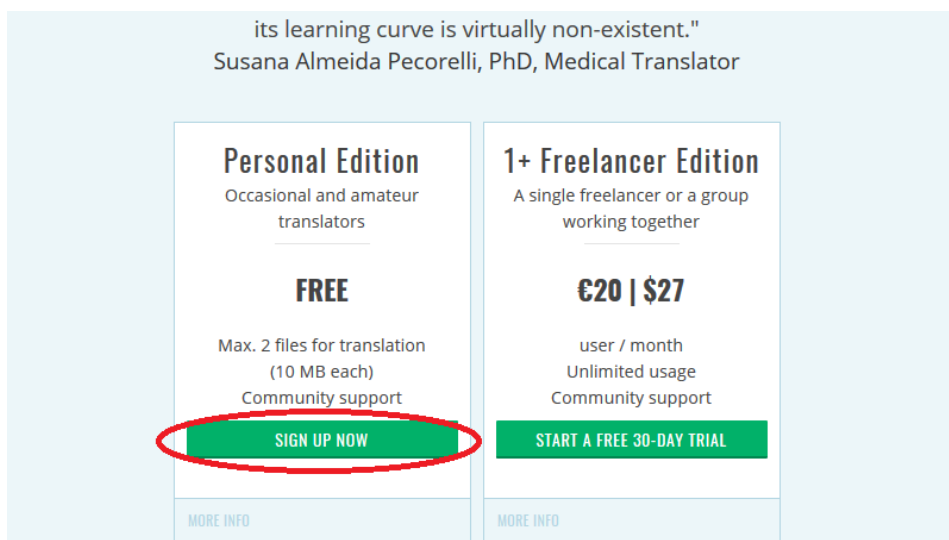 its learning curve is virtually non-existent."
Susana Almeida Pecorelli, PhD, Medical Translator
Personal Edition
Occasional and amateur
translators
FREE
Max. 2 files for translation
(10 MB each)
Community support
SIGN UP NOW
MORE INFO
1+ Freelancer Edition
A single freelancer or a group
working together
€20 | $27
user / month
Unlimited usage
Community support
START A FREE 30-DAY TRIAL
MORE INFO